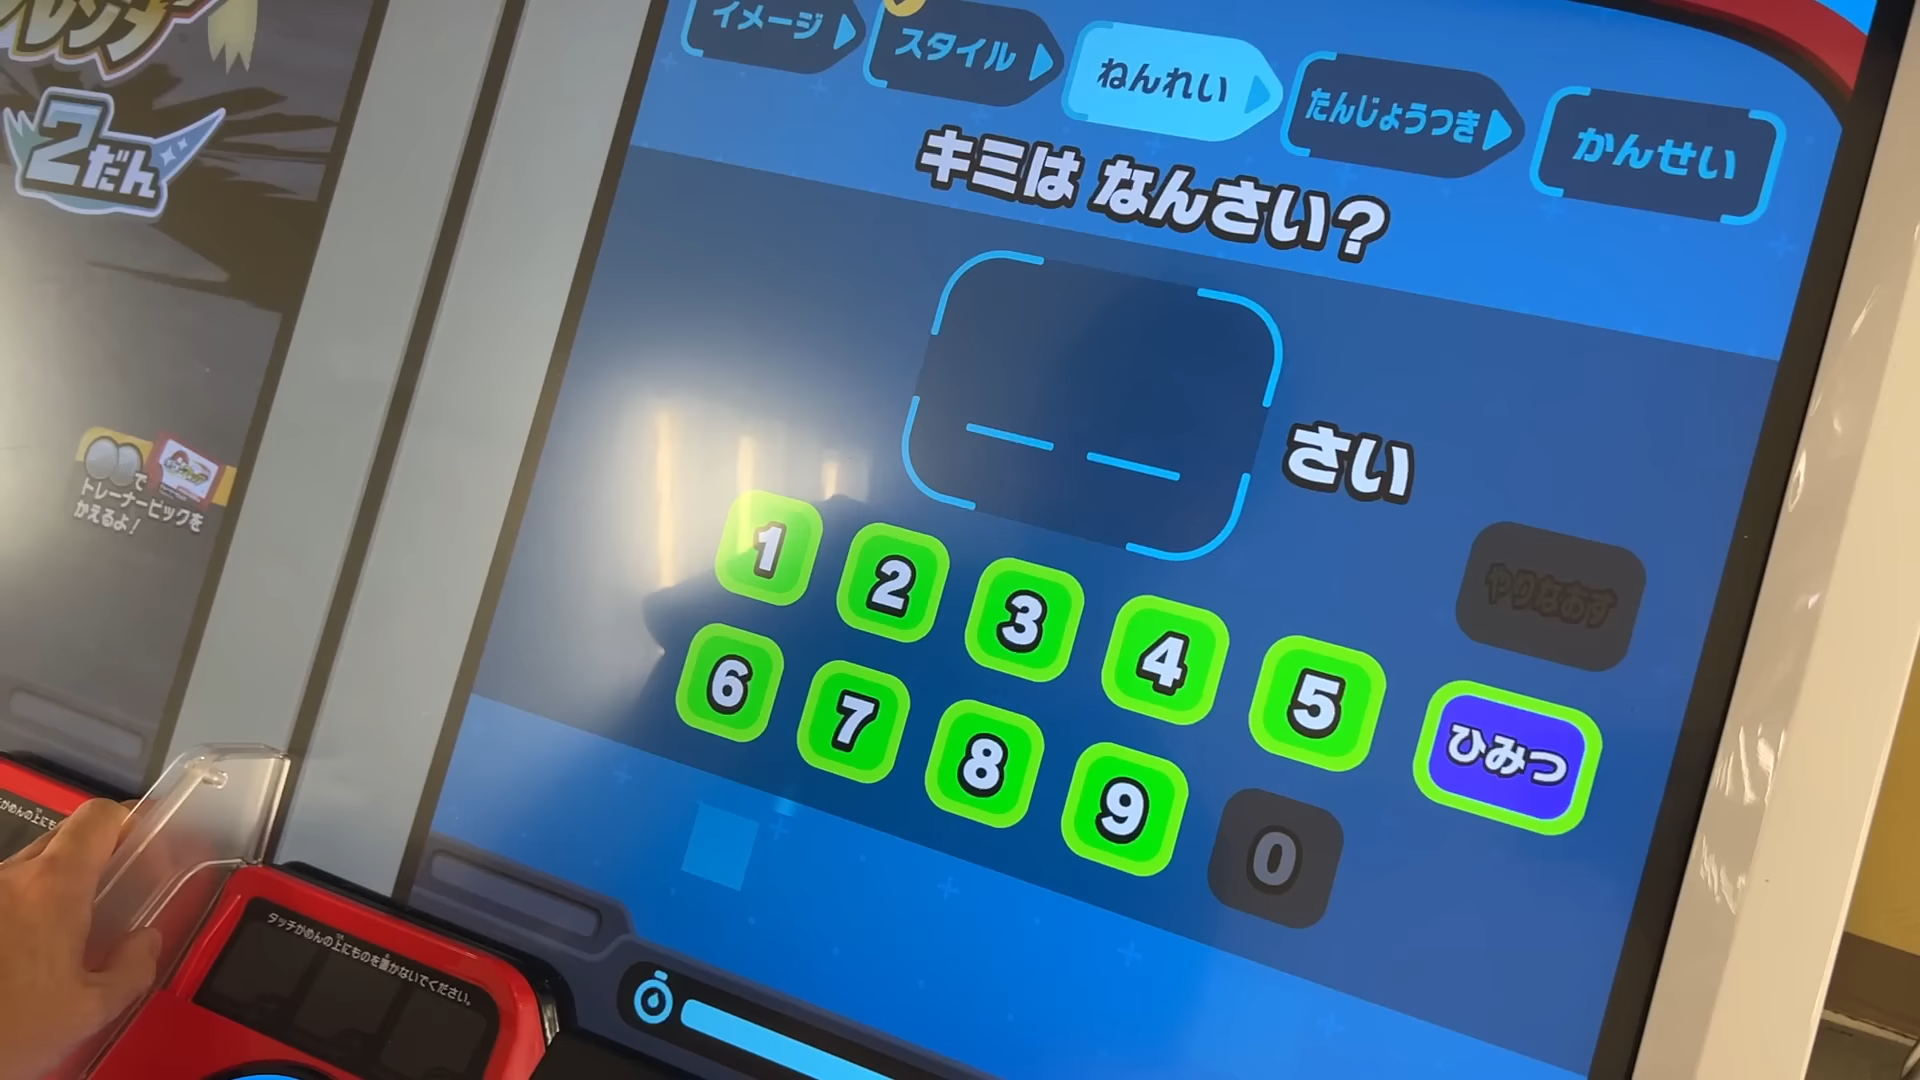 イメージ
スタイル
ねんれい
たんじょうつき
かんせい
キミは なんさい?
さい
1 2 3 4 5
やりなおす
6 7 8 9 0
ひみつ
2だん
で
トレーナーピックを
かえるよ!
タッチがめんの上にものを置かないでください。